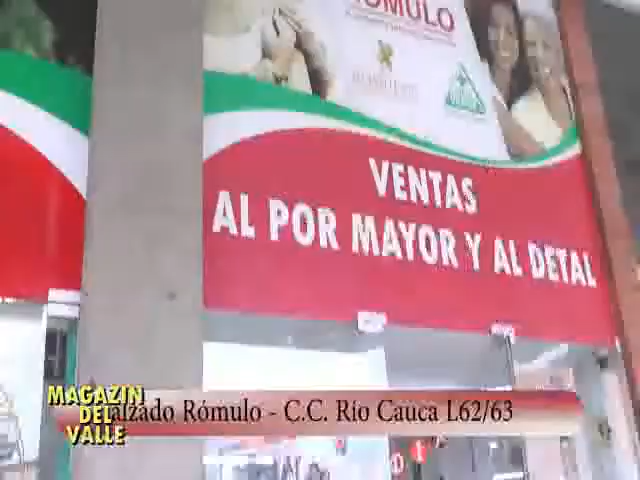 RÓMULO
VENTAS
AL POR MAYOR Y AL DETAL
MAGAZIN
DEL
VALLE
alzado Rómulo - C.C. Río Cauca L62/63